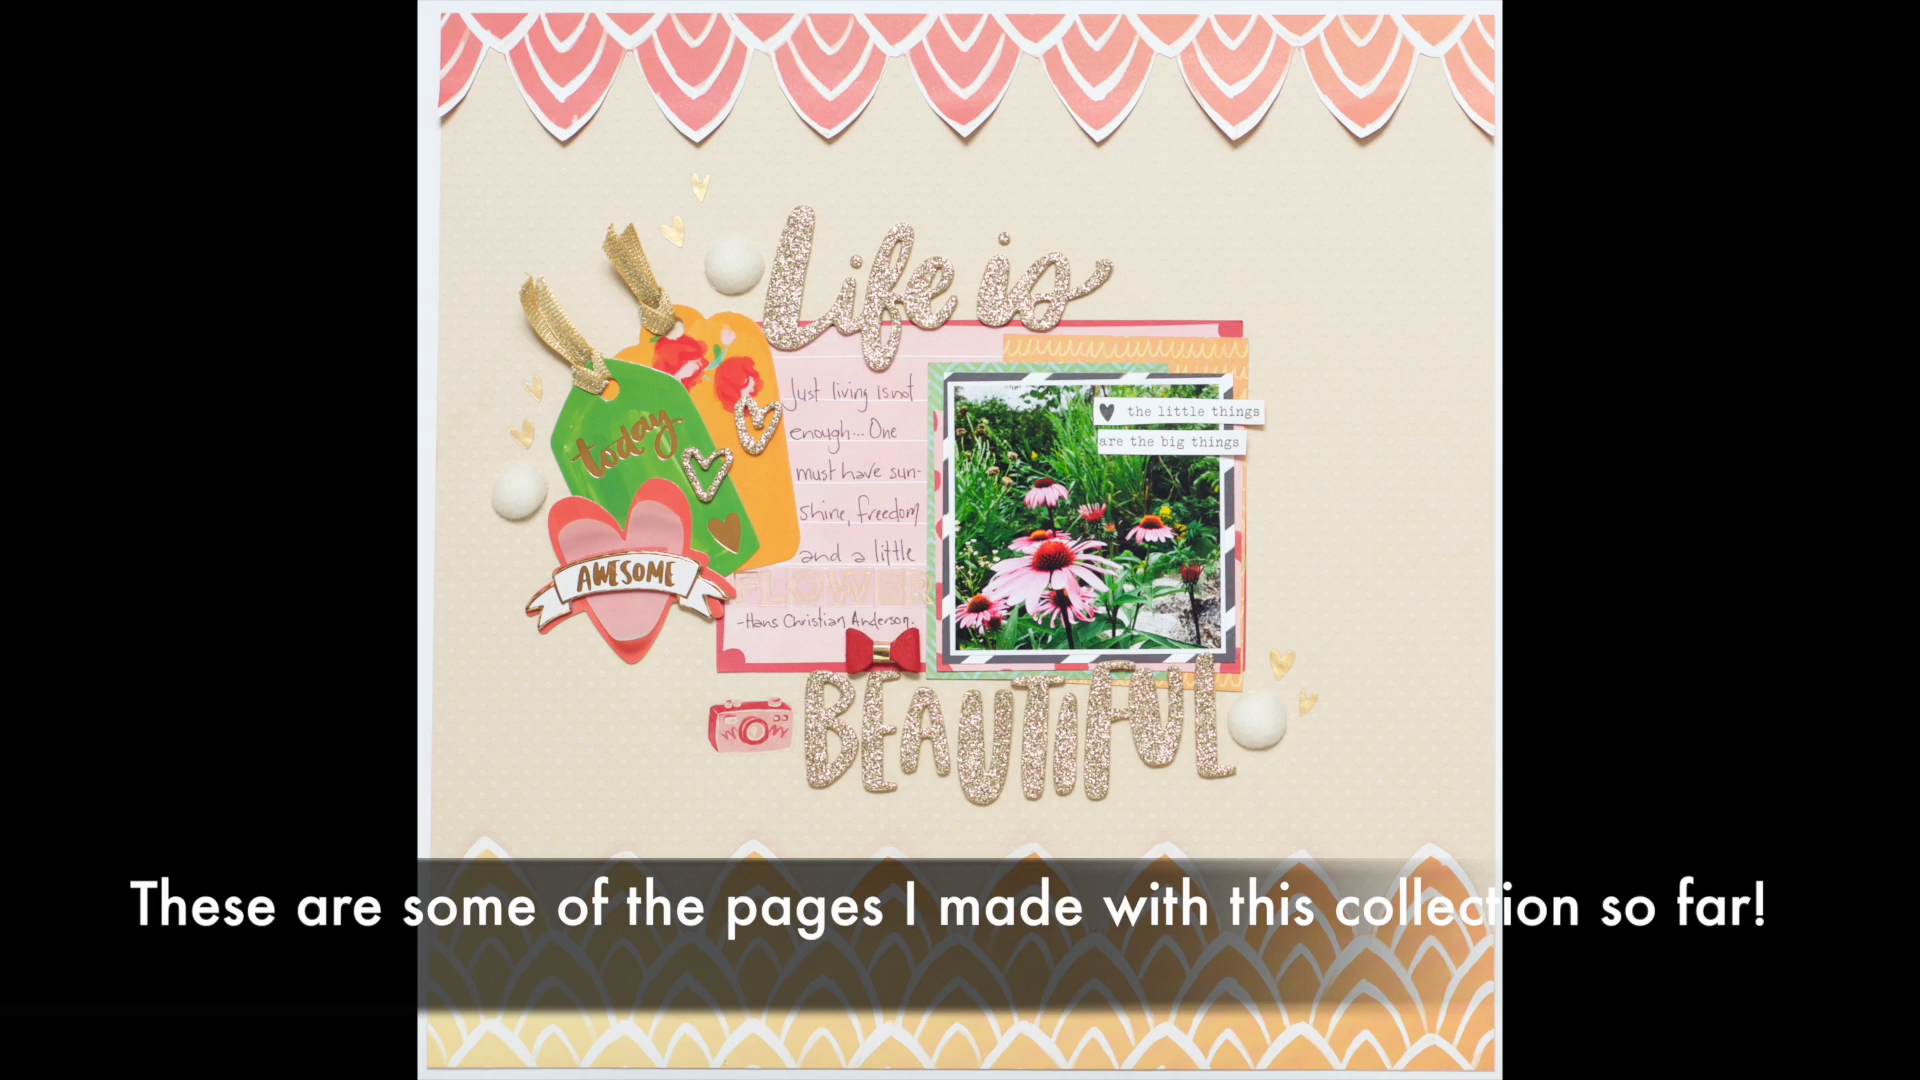 Life is
today
AWESOME
Just living is not
enough... One
must have sun-
shine, freedom
and a little
FLOWER
-Hans Christian Anderson.
the little things
are the big things
BEAUTIFUL
These are some of the pages I made with this collection so far!